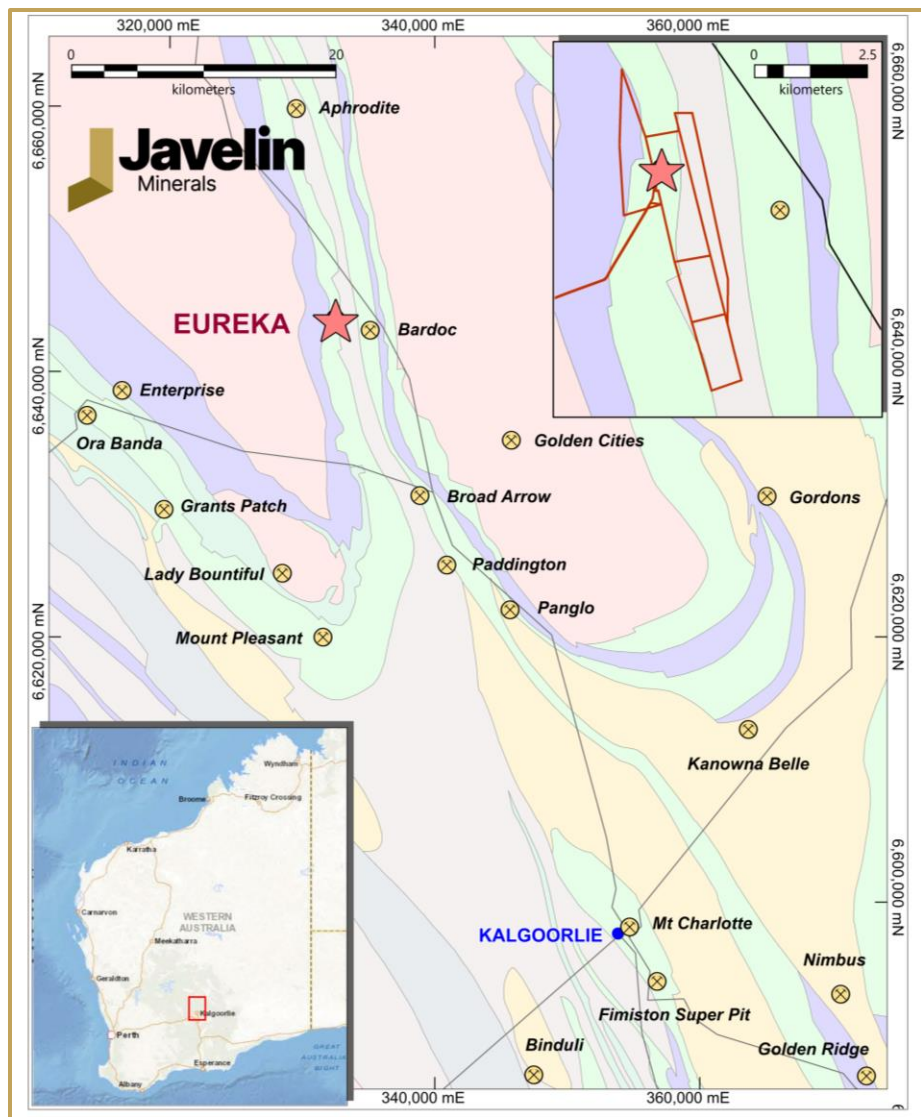 320,000 mE
340,000 mE
360,000 mE
0
20
kilometers
0
2.5
kilometers
6,660,000 mN
6,660,000 mN
Aphrodite
Javelin
Minerals
EUREKA
Bardoc
6,640,000 mN
6,640,000 mN
Enterprise
Ora Banda
Golden Cities
Grants Patch
Broad Arrow
Gordons
Lady Bountiful
Paddington
Panglo
Mount Pleasant
6,620,000 mN
6,620,000 mN
Kanowna Belle
INDIAN
OCEAN
Wyndham
Broome
Fitzroy Crossing
Karratha
WESTERN
AUSTRALIA
Carnarvon
Meekatharra
Geraldton
Kalgoorlie
Perth
Esperance
Albany
GREAT
AUSTRALIA
BIGHT
6,600,000 mN
Mt Charlotte
KALGOORLIE
Nimbus
Fimiston Super Pit
Binduli
Golden Ridge
340,000 mE
360,000 mE